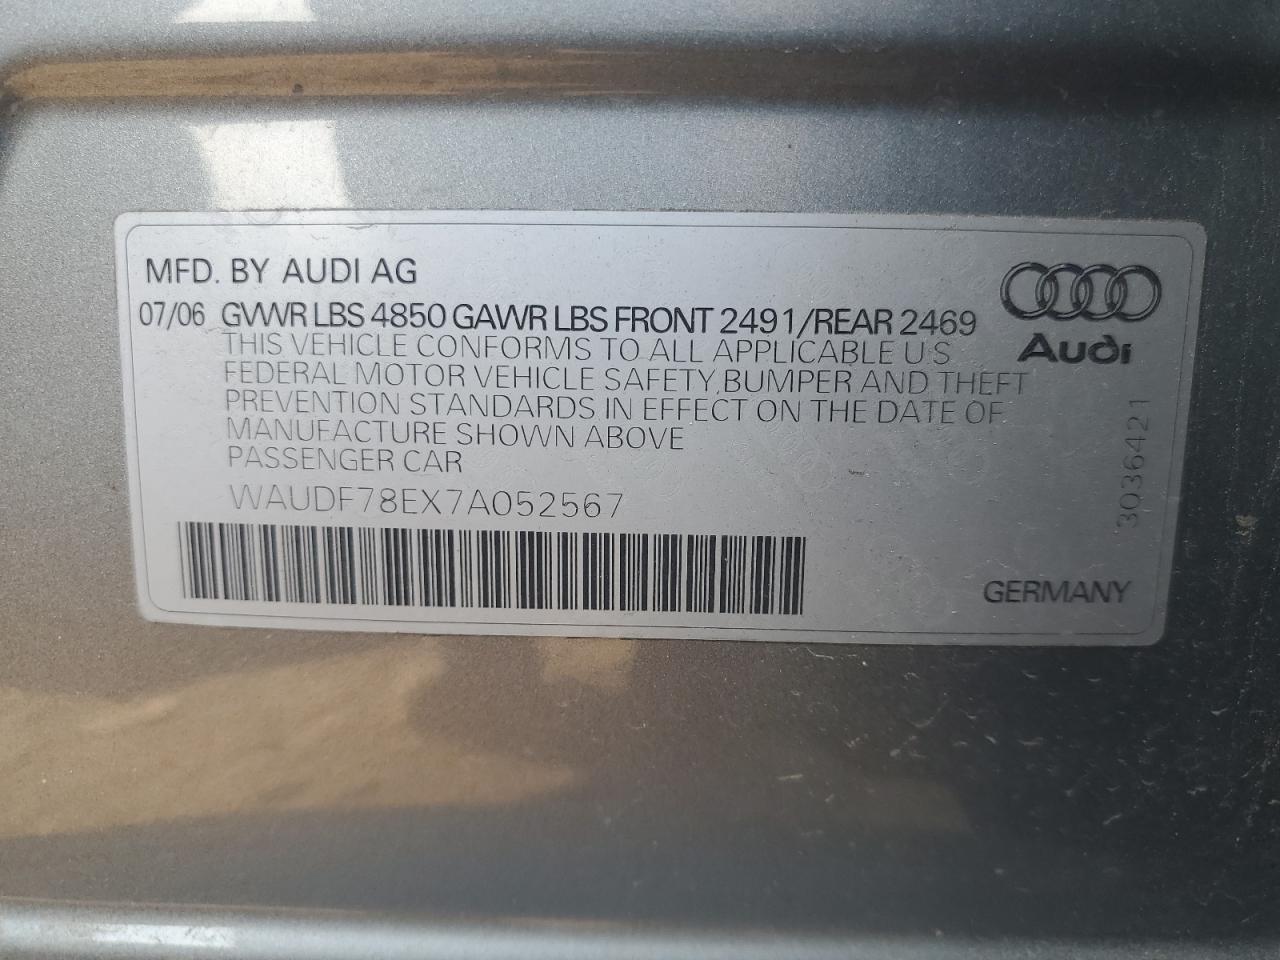 MFD. BY AUDI AG
07/06 GVWR LBS 4850 GAWR LBS FRONT 2491/REAR 2469
THIS VEHICLE CONFORMS TO ALL APPLICABLE U.S.
FEDERAL MOTOR VEHICLE SAFETY, BUMPER AND THEFT
PREVENTION STANDARDS IN EFFECT ON THE DATE OF
MANUFACTURE SHOWN ABOVE
PASSENGER CAR
WAUDF78EX7A052567
Audi
3036421
GERMANY